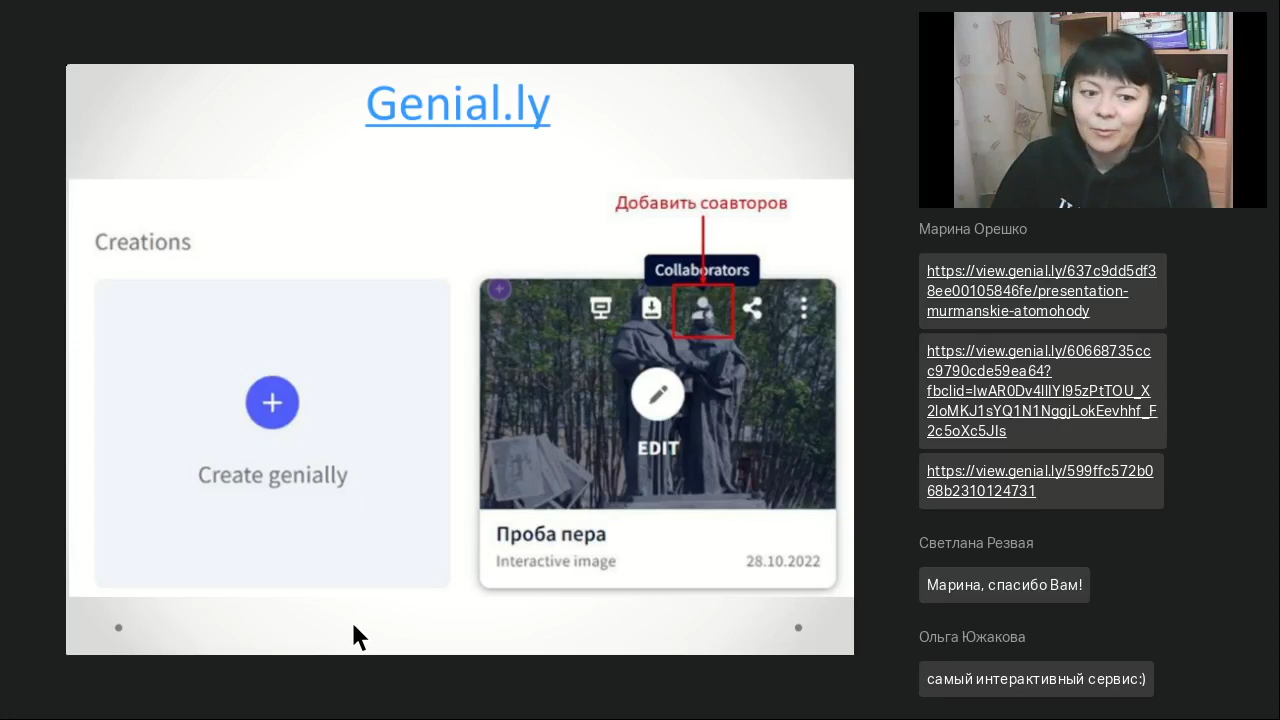 Genial.ly
Добавить соавторов
Creations
Collaborators
EDIT
Create genially
Проба пера
Interactive image
28.10.2022
Марина Орешко
https://view.genial.ly/637c9dd5df3
8ee00105846fe/presentation-
murmanskie-atomohody
https://view.genial.ly/60668735cc
c9790cde59ea64?
fbclid=IwAR0Dv4lIlYI95zPtTOU_X
2IoMKJ1sYQ1N1NggjLokEevhhf_F
2c5oXc5JIs
https://view.genial.ly/599ffc572b0
68b2310124731
Светлана Резвая
Марина, спасибо Вам!
Ольга Южакова
самый интерактивный сервис:)